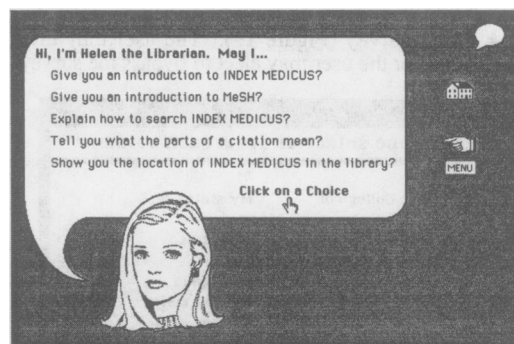 Hi, I'm Helen the Librarian. May I...
Give you an introduction to INDEX MEDICUS?
Give you an introduction to MeSH?
Explain how to search INDEX MEDICUS?
Tell you what the parts of a citation mean?
Show you the location of INDEX MEDICUS in the library?
Click on a Choice
MENU